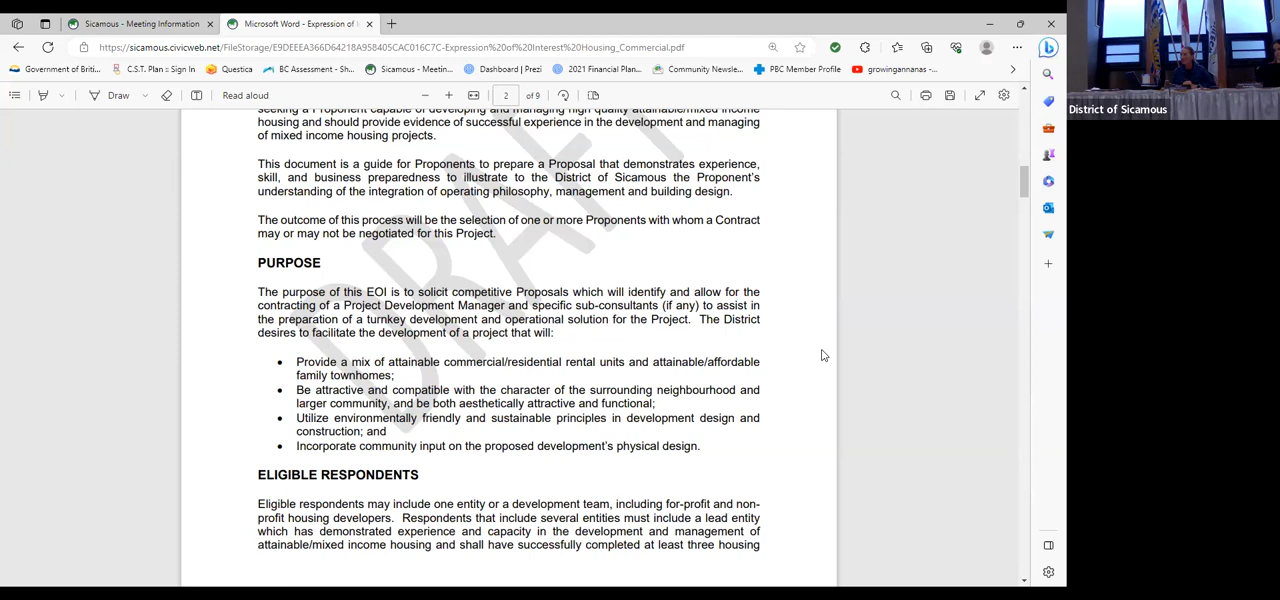 Sicamous - Meeting Information
Microsoft Word - Expression of I
https://sicamous.civicweb.net/FileStorage/E9DEEEA366D64218A958405CAC016C7C-Expression%20of%20Interest%20Housing_Commercial.pdf
Government of Briti...
C.S.T. Plan :: Sign In
Questica
BC Assessment - Sh...
Sicamous - Meetin...
Dashboard | Prezi
2021 Financial Plan...
Community Newsle...
PBC Member Profile
growingannanas -...
Draw
Read aloud
2 of 9
District of Sicamous
DRAFT
seeking a Proponent capable of developing and managing high quality attainable/mixed income
housing and should provide evidence of successful experience in the development and managing
of mixed income housing projects.
This document is a guide for Proponents to prepare a Proposal that demonstrates experience,
skill, and business preparedness to illustrate to the District of Sicamous the Proponent's
understanding of the integration of operating philosophy, management and building design.
The outcome of this process will be the selection of one or more Proponents with whom a Contract
may or may not be negotiated for this Project.
PURPOSE
The purpose of this EOI is to solicit competitive Proposals which will identify and allow for the
contracting of a Project Development Manager and specific sub-consultants (if any) to assist in
the preparation of a turnkey development and operational solution for the Project. The District
desires to facilitate the development of a project that will:
• Provide a mix of attainable commercial/residential rental units and attainable/affordable
family townhomes;
• Be attractive and compatible with the character of the surrounding neighbourhood and
larger community, and be both aesthetically attractive and functional;
• Utilize environmentally friendly and sustainable principles in development design and
construction; and
• Incorporate community input on the proposed development's physical design.
ELIGIBLE RESPONDENTS
Eligible respondents may include one entity or a development team, including for-profit and non-
profit housing developers. Respondents that include several entities must include a lead entity
which has demonstrated experience and capacity in the development and management of
attainable/mixed income housing and shall have successfully completed at least three housing